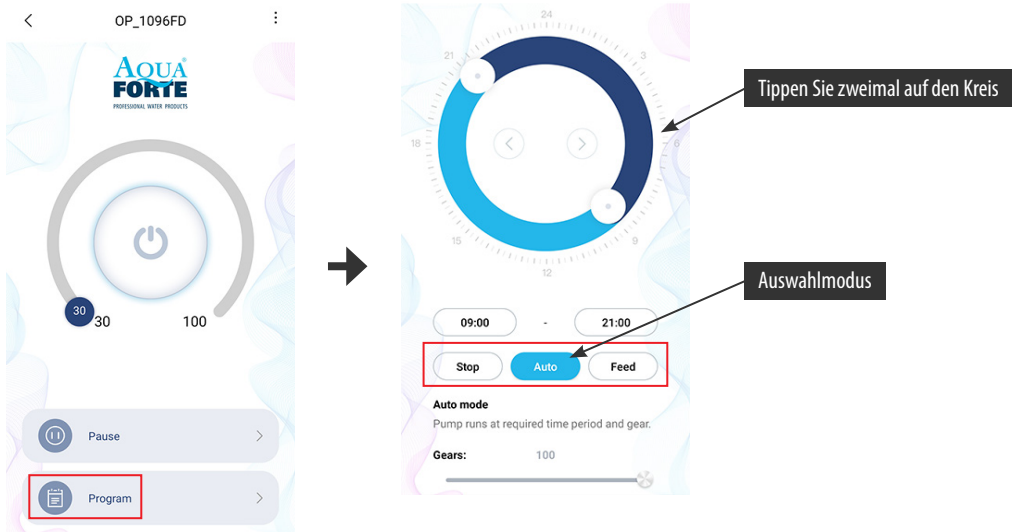 OP_1096FD
AQUA
FORTE
PROFESSIONAL WATER PRODUCTS
30
30
100
Pause
Program
24
21
3
18
6
15
9
12
09:00 - 21:00
Stop
Auto
Feed
Auto mode
Pump runs at required time period and gear.
Gears: 100
Tippen Sie zweimal auf den Kreis
Auswahlmodus